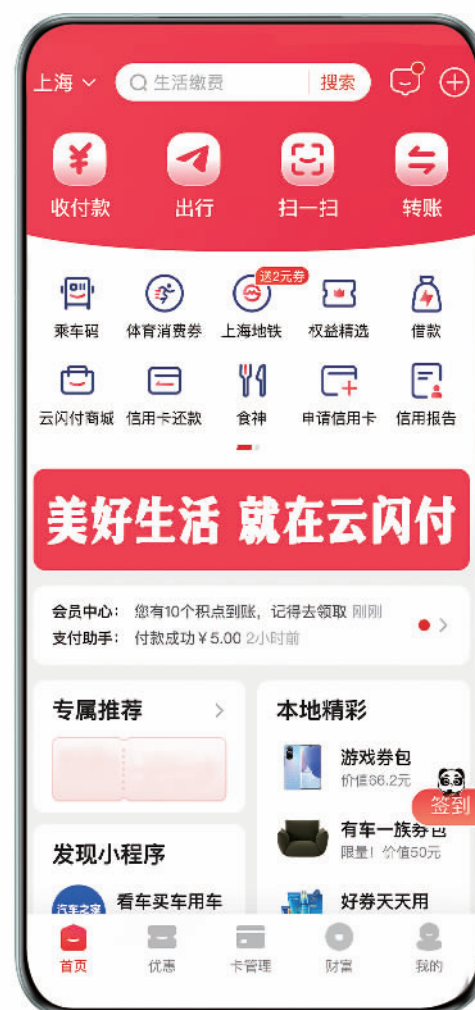 上海
生活缴费
搜索
收付款
出行
扫一扫
转账
送2元券
乘车码
体育消费券
上海地铁
权益精选
借款
云闪付商城
信用卡还款
食神
申请信用卡
信用报告
美好生活 就在云闪付
会员中心： 您有10个积点到账，记得去领取 刚刚
支付助手： 付款成功¥5.00 2小时前
专属推荐
本地精彩
游戏券包
价值66.2元
签到
有车一族券包
限量！价值50元
发现小程序
汽车之家
看车买车用车
好券天天用
首页
优惠
卡管理
财富
我的